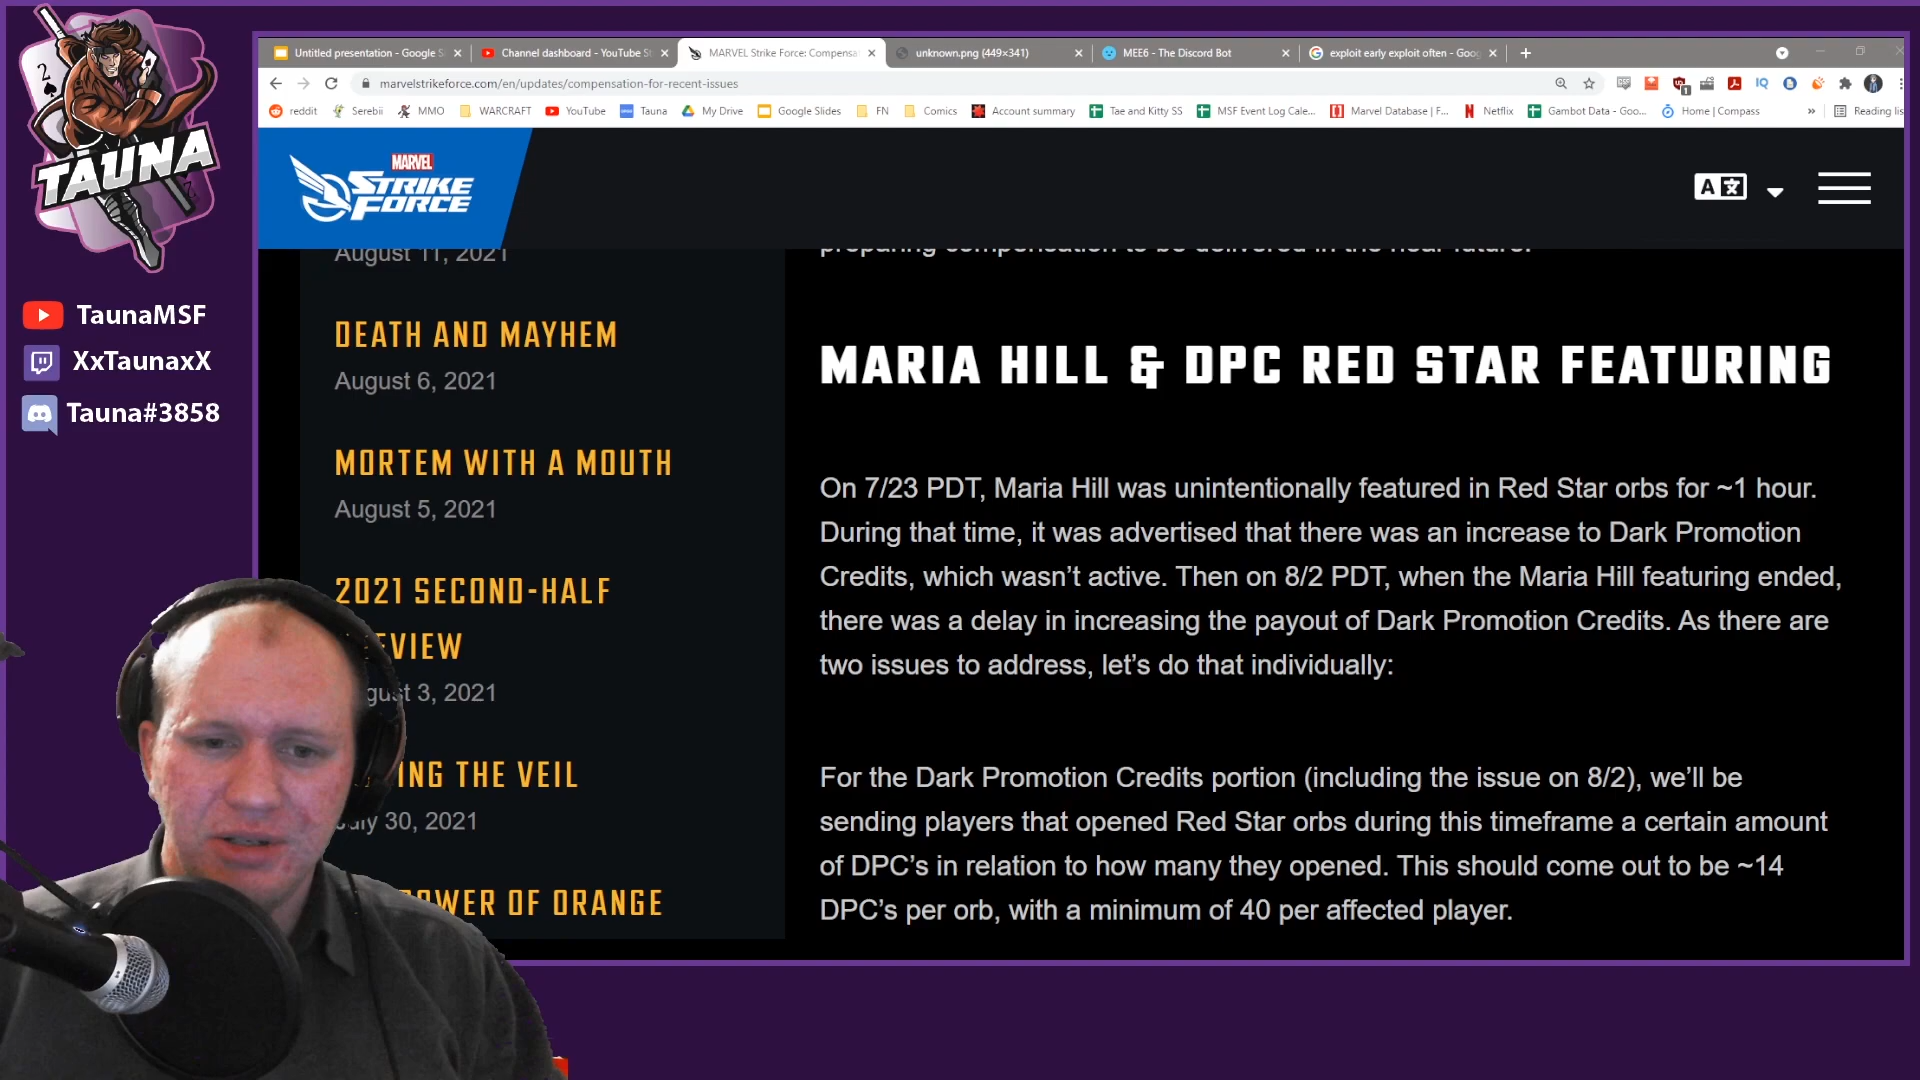 2
TAUNA
2
TaunaMSF
XxTaunaxX
Tauna#3858
Untitled presentation - Google S
Channel dashboard - YouTube St
MARVEL Strike Force: Compensa
unknown.png (449×341)
MEE6 - The Discord Bot
exploit early exploit often - Goo
marvelstrikeforce.com/en/updates/compensation-for-recent-issues
reddit
Serebii
MMO
WARCRAFT
YouTube
Tauna
My Drive
Google Slides
FN
Comics
Account summary
Tae and Kitty SS
MSF Event Log Cale...
Marvel Database | F...
Netflix
Gambot Data - Goo...
Home | Compass
»
Reading lis
MARVEL
STRIKE
FORCE
A文
August 11, 2021
DEATH AND MAYHEM
August 6, 2021
MORTEM WITH A MOUTH
August 5, 2021
2021 SECOND-HALF
EVIEW
gust 3, 2021
ING THE VEIL
July 30, 2021
OWER OF ORANGE
preparing compensation to be delivered in the near future.
MARIA HILL & DPC RED STAR FEATURING
On 7/23 PDT, Maria Hill was unintentionally featured in Red Star orbs for ~1 hour.
During that time, it was advertised that there was an increase to Dark Promotion
Credits, which wasn’t active. Then on 8/2 PDT, when the Maria Hill featuring ended,
there was a delay in increasing the payout of Dark Promotion Credits. As there are
two issues to address, let’s do that individually:
For the Dark Promotion Credits portion (including the issue on 8/2), we’ll be
sending players that opened Red Star orbs during this timeframe a certain amount
of DPC’s in relation to how many they opened. This should come out to be ~14
DPC’s per orb, with a minimum of 40 per affected player.